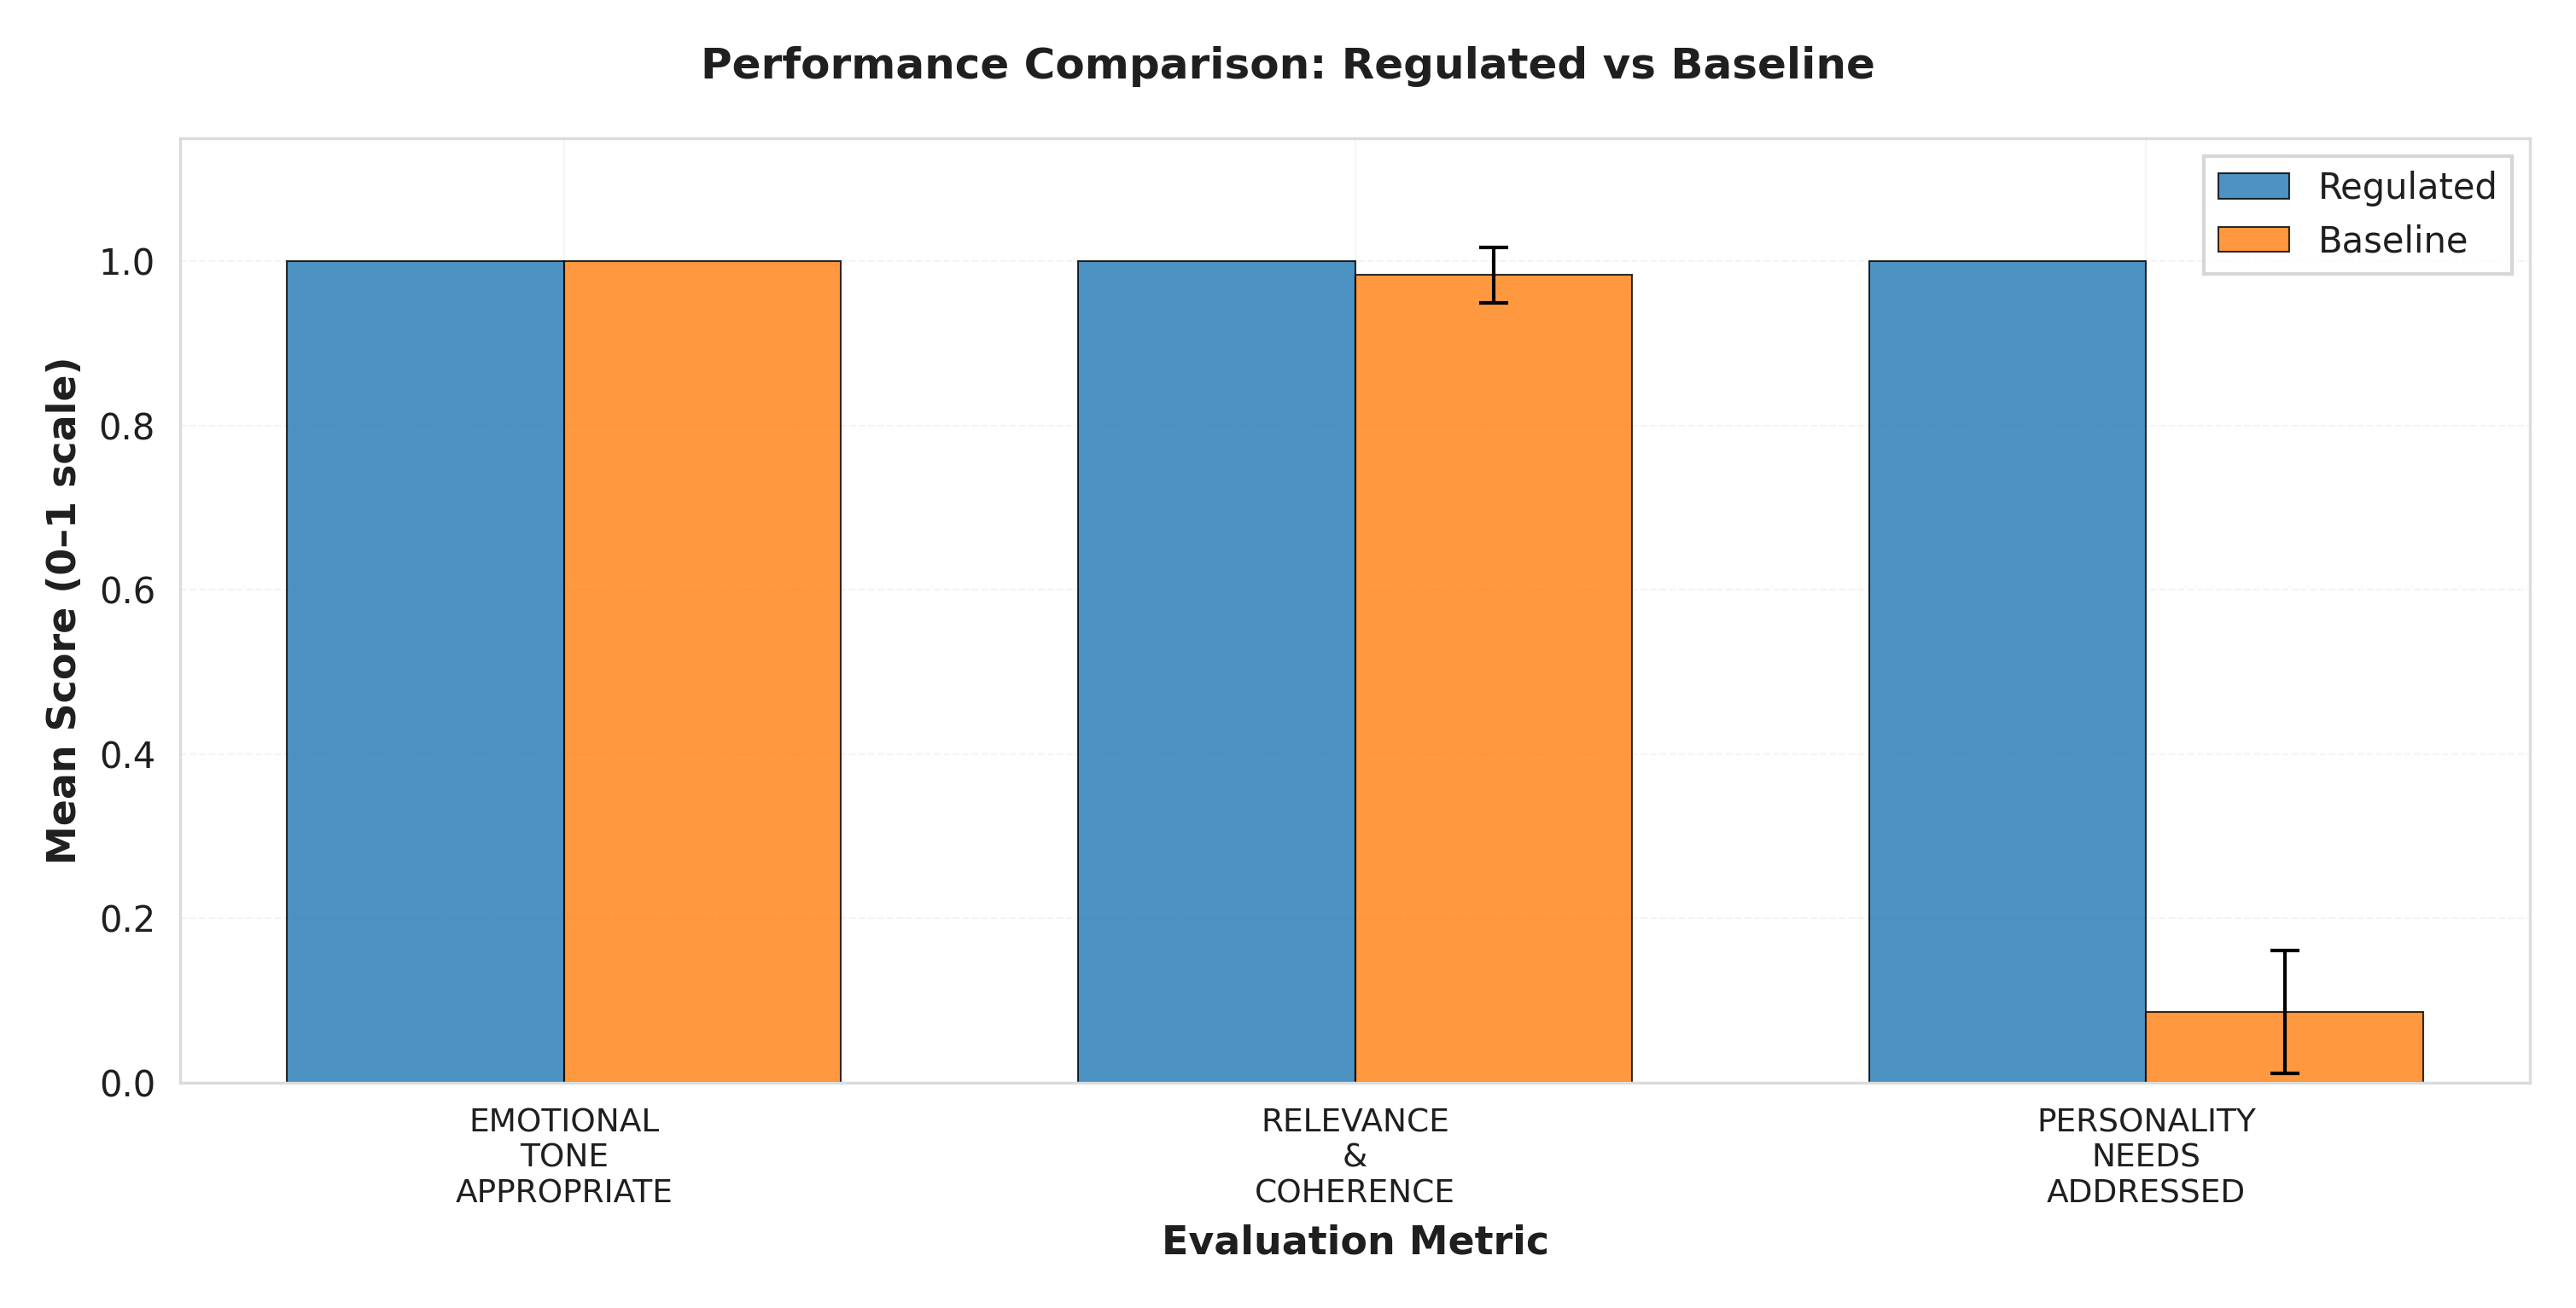 Performance Comparison: Regulated vs Baseline
Regulated
Baseline
Mean Score (0–1 scale)
1.0
0.8
0.6
0.4
0.2
0.0
EMOTIONAL
TONE
APPROPRIATE
RELEVANCE
&
COHERENCE
PERSONALITY
NEEDS
ADDRESSED
Evaluation Metric